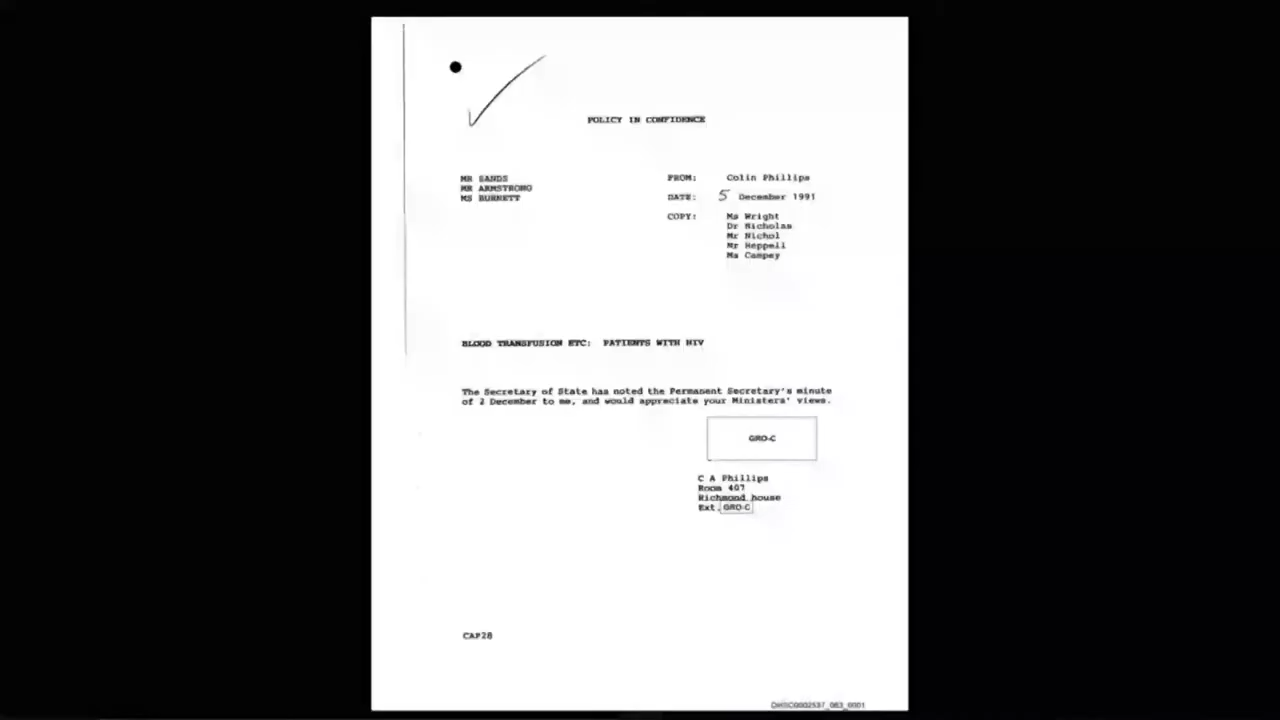 POLICY IN CONFIDENCE
MR SANDS
MR ARMSTRONG
MS BURNETT
FROM: Colin Phillips
DATE: 5 December 1991
COPY: Ms Wright
Dr Nicholas
Mr Nichol
Mr Heppell
Ms Campey
BLOOD TRANSFUSION ETC: PATIENTS WITH HIV
The Secretary of State has noted the Permanent Secretary's minute
of 2 December to me, and would appreciate your Ministers' views.
GRO-C
C A Phillips
Room 407
Richmond house
Ext. GRO-C
CAP28
DHSC0002537_063_0001